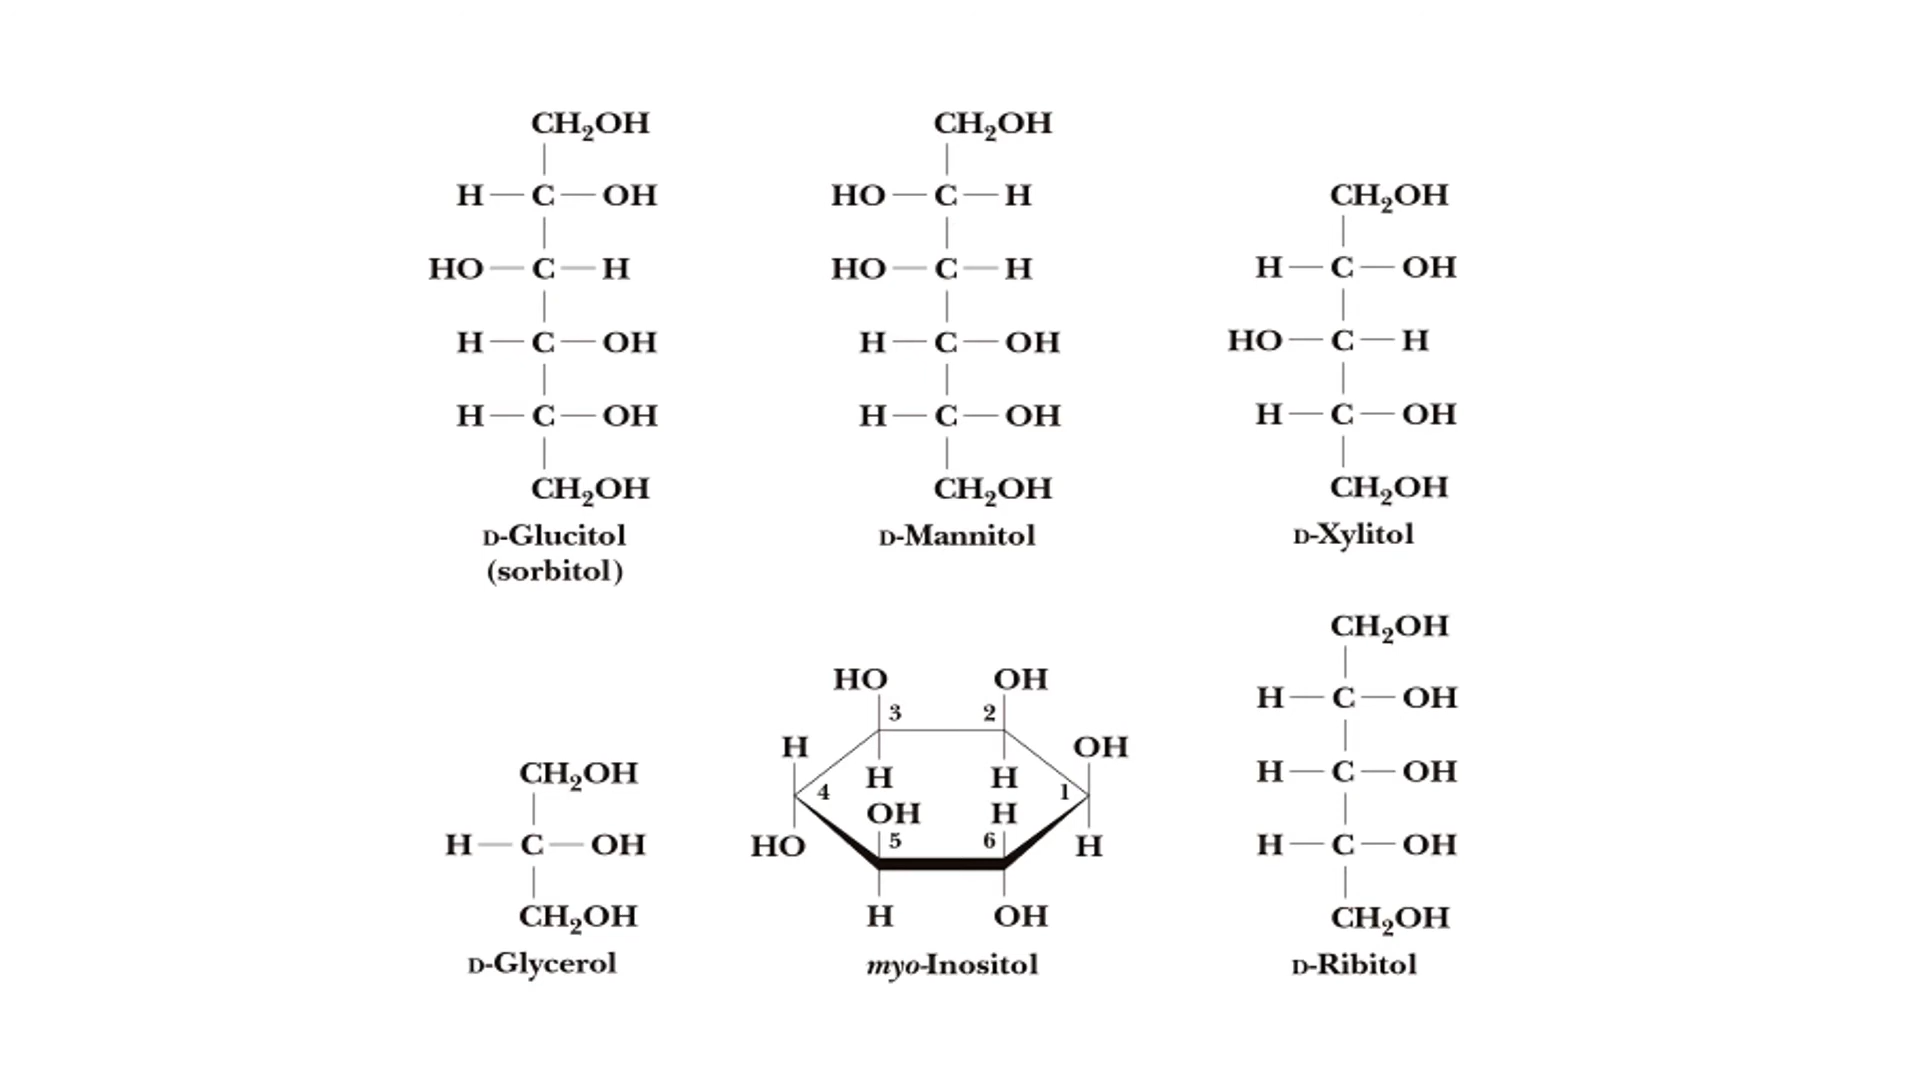 CH₂OH
H—C—OH
HO—C—H
H—C—OH
H—C—OH
CH₂OH
D-Glucitol
(sorbitol)
CH₂OH
HO—C—H
HO—C—H
H—C—OH
H—C—OH
CH₂OH
D-Mannitol
CH₂OH
H—C—OH
HO—C—H
H—C—OH
CH₂OH
D-Xylitol
CH₂OH
H—C—OH
CH₂OH
D-Glycerol
HO OH
3 2
H OH
H H
4 1
OH H
5 6
HO H
H OH
myo-Inositol
CH₂OH
H—C—OH
H—C—OH
H—C—OH
CH₂OH
D-Ribitol